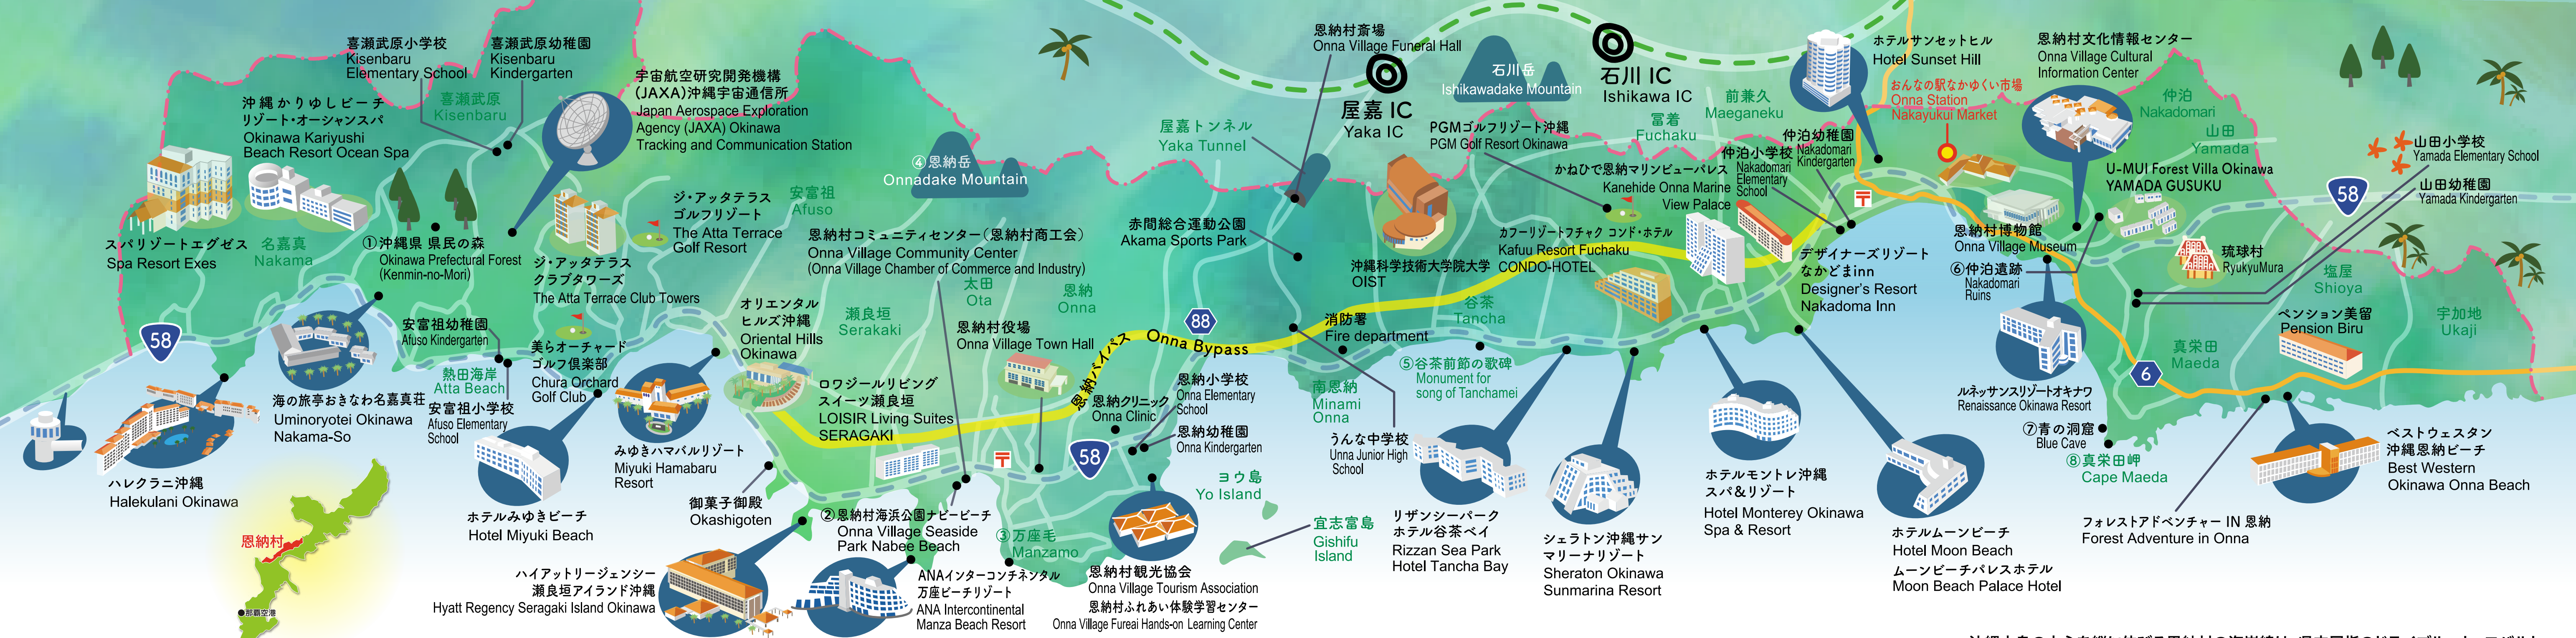 喜瀬武原小学校
Kisenbaru
Elementary School
喜瀬武原幼稚園
Kisenbaru
Kindergarten
喜瀬武原
Kisenbaru
沖縄かりゆしビーチ
リゾート・オーシャンスパ
Okinawa Kariyushi
Beach Resort Ocean Spa
宇宙航空研究開発機構
(JAXA)沖縄宇宙通信所
Japan Aerospace Exploration
Agency (JAXA) Okinawa
Tracking and Communication Station
スパリゾートエグゼス
Spa Resort Exes
名嘉真
Nakama
①沖縄県 県民の森
Okinawa Prefectural Forest
(Kenmin-no-Mori)
ジ・アッタテラス
ゴルフリゾート
The Atta Terrace
Golf Resort
ジ・アッタテラス
クラブタワーズ
The Atta Terrace Club Towers
安富祖
Afuso
④恩納岳
Onnadake Mountain
恩納村コミュニティセンター(恩納村商工会)
Onna Village Community Center
(Onna Village Chamber of Commerce and Industry)
太田
Ota
恩納
Onna
瀬良垣
Serakaki
恩納村役場
Onna Village Town Hall
オリエンタル
ヒルズ沖縄
Oriental Hills
Okinawa
58
安富祖幼稚園
Afuso Kindergarten
熱田海岸
Atta Beach
安富祖小学校
Afuso Elementary
School
美らオーチャード
ゴルフ倶楽部
Chura Orchard
Golf Club
海の旅亭おきなわ名嘉真荘
Uminoryotei Okinawa
Nakama-So
ハレクラニ沖縄
Halekulani Okinawa
ホテルみゆきビーチ
Hotel Miyuki Beach
みゆきハマバルリゾート
Miyuki Hamabaru
Resort
御菓子御殿
Okashigoten
ロワジールリビング
スイーツ瀬良垣
LOISIR Living Suites
SERAGAKI
②恩納村海浜公園ナビービーチ
Onna Village Seaside
Park Nabee Beach
③万座毛
Manzamo
ハイアットリージェンシー
瀬良垣アイランド沖縄
Hyatt Regency Seragaki Island Okinawa
ANAインターコンチネンタル
万座ビーチリゾート
ANA Intercontinental
Manza Beach Resort
恩納村観光協会
Onna Village Tourism Association
恩納村ふれあい体験学習センター
Onna Village Fureai Hands-on Learning Center
恩納村
●那覇空港
恩納バイパス
Onna Bypass
88
恩納クリニック
Onna Clinic
恩納小学校
Onna Elementary
School
恩納幼稚園
Onna Kindergarten
58
ヨウ島
Yo Island
宜志富島
Gishifu
Island
恩納村斎場
Onna Village Funeral Hall
屋嘉 IC
Yaka IC
屋嘉トンネル
Yaka Tunnel
赤間総合運動公園
Akama Sports Park
石川岳
Ishikawadake Mountain
石川 IC
Ishikawa IC
PGMゴルフリゾート沖縄
PGM Golf Resort Okinawa
沖縄科学技術大学院大学
OIST
消防署
Fire department
南恩納
Minami
Onna
うんな中学校
Unna Junior High
School
⑤谷茶前節の歌碑
Monument for
song of Tanchamei
谷茶
Tancha
富着
Fuchaku
前兼久
Maeganeku
かねひで恩納マリンビューパレス
Kanehide Onna Marine
View Palace
カフーリゾートフチャク コンド・ホテル
Kafuu Resort Fuchaku
CONDO-HOTEL
仲泊小学校
Nakadomari
Elementary
School
仲泊幼稚園
Nakadomari
Kindergarten
デザイナーズリゾート
なかどまinn
Designer's Resort
Nakadoma Inn
リザンシーパーク
ホテル谷茶ベイ
Rizzan Sea Park
Hotel Tancha Bay
シェラトン沖縄サン
マリーナリゾート
Sheraton Okinawa
Sunmarina Resort
ホテルモントレ沖縄
スパ&リゾート
Hotel Monterey Okinawa
Spa & Resort
ホテルムーンビーチ
Hotel Moon Beach
ムーンビーチパレスホテル
Moon Beach Palace Hotel
ホテルサンセットヒル
Hotel Sunset Hill
おんなの駅なかゆくい市場
Onna Station
Nakayukui Market
恩納村文化情報センター
Onna Village Cultural
Information Center
仲泊
Nakadomari
山田
Yamada
恩納村博物館
Onna Village Museum
⑥仲泊遺跡
Nakadomari
Ruins
U-MUI Forest Villa Okinawa
YAMADA GUSUKU
琉球村
RyukyuMura
山田小学校
Yamada Elementary School
山田幼稚園
Yamada Kindergarten
58
塩屋
Shioya
宇加地
Ukaji
真栄田
Maeda
6
ペンション美留
Pension Biru
ルネッサンスリゾートオキナワ
Renaissance Okinawa Resort
⑦青の洞窟
Blue Cave
⑧真栄田岬
Cape Maeda
フォレストアドベンチャー IN 恩納
Forest Adventure in Onna
ベストウェスタン
沖縄恩納ビーチ
Best Western
Okinawa Onna Beach